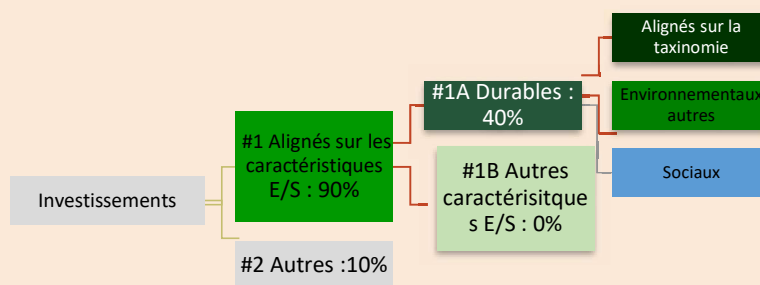 Investissements
#1 Alignés sur les
caractéristiques
E/S : 90%
#2 Autres :10%
#1A Durables :
40%
#1B Autres
caractérisitque
s E/S : 0%
Alignés sur la
taxinomie
Environnementaux
autres
Sociaux